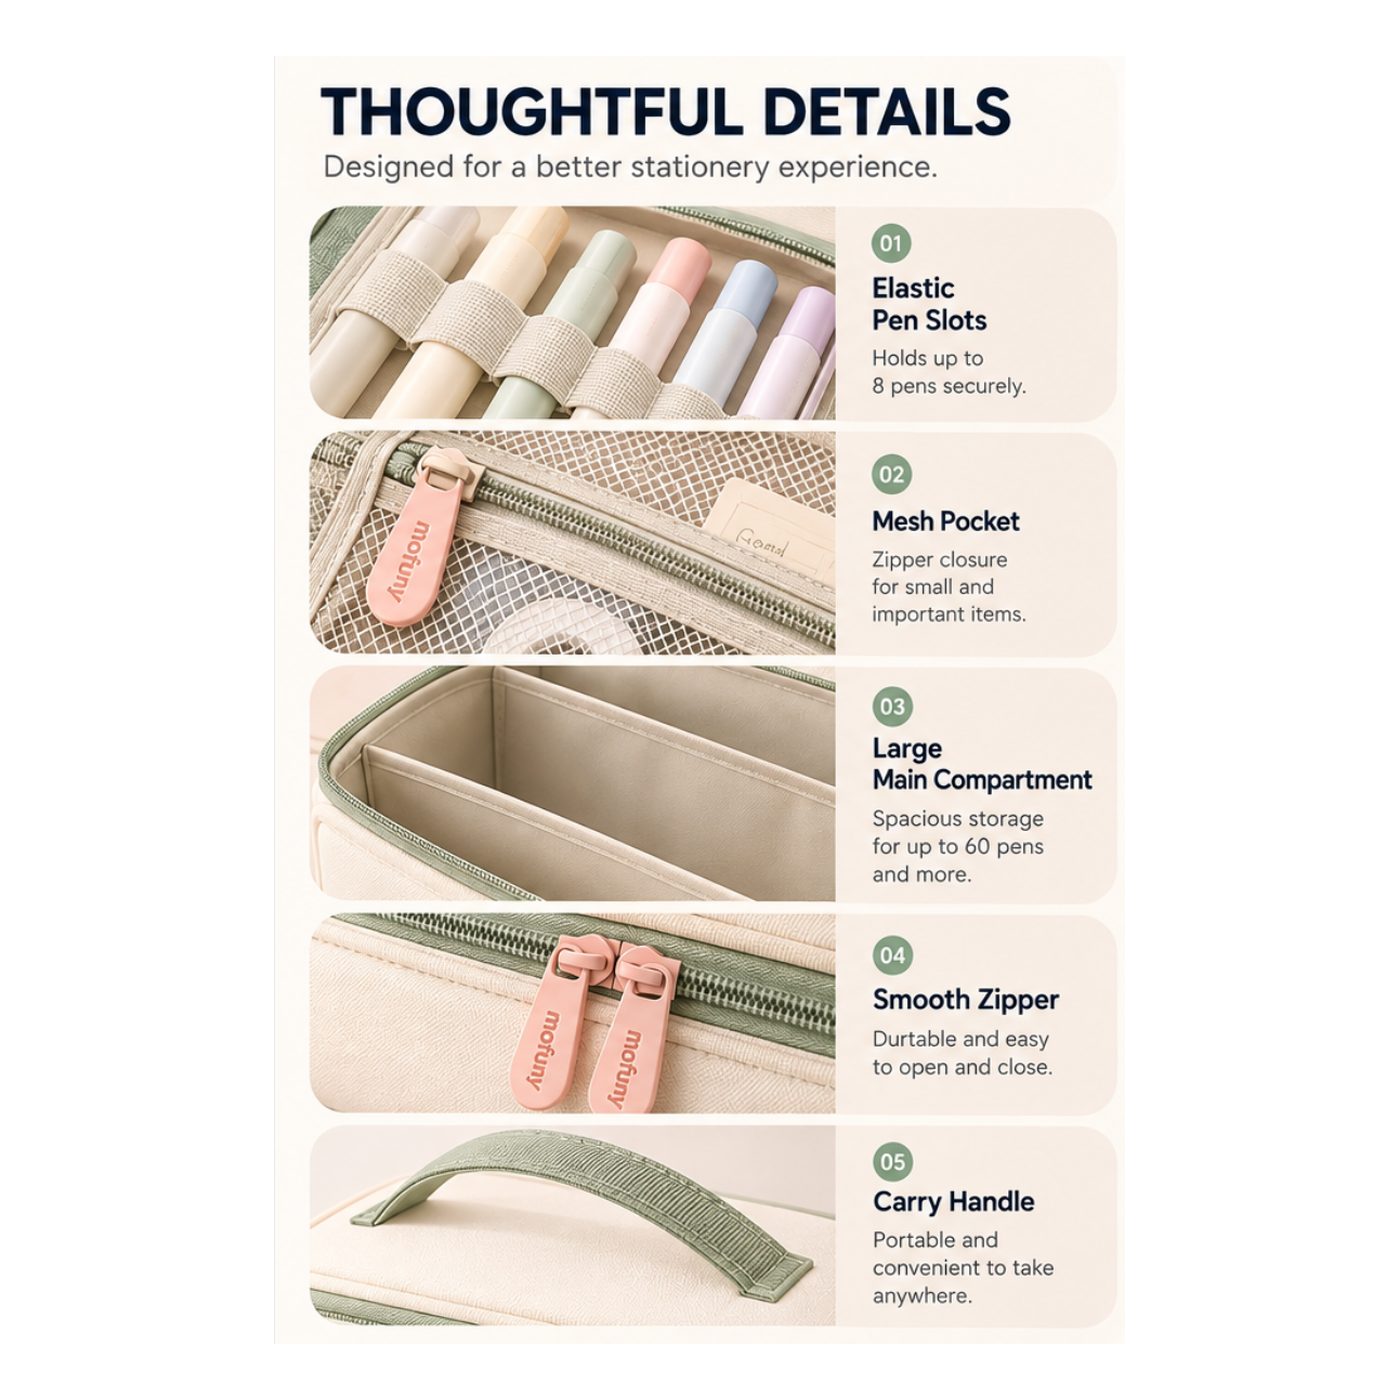 THOUGHTFUL DETAILS
Designed for a better stationery experience.
01
Elastic
Pen Slots
Holds up to
8 pens securely.
mofuny
02
Mesh Pocket
Zipper closure
for small and
important items.
03
Large
Main Compartment
Spacious storage
for up to 60 pens
and more.
mofuny
mofuny
04
Smooth Zipper
Durtable and easy
to open and close.
05
Carry Handle
Portable and
convenient to take
anywhere.